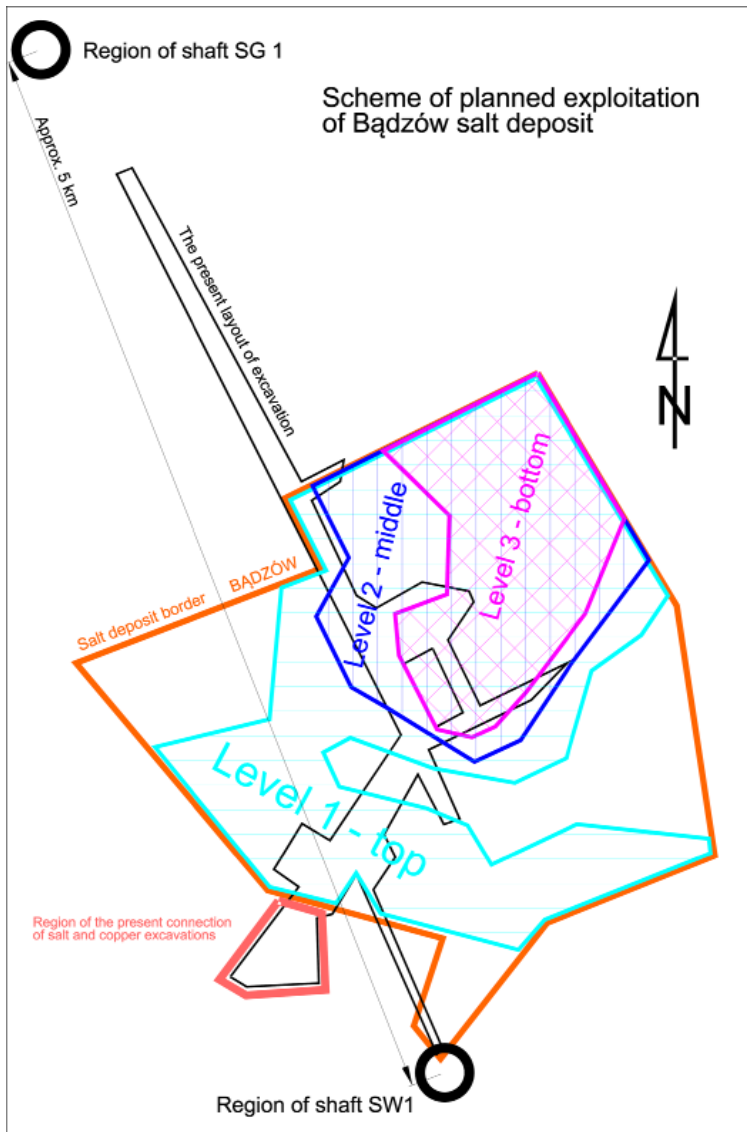 Region of shaft SG 1
Scheme of planned exploitation
of Bądzów salt deposit
Approx. 5 km
The present layout of excavation
N
Level 2 - middle
Level 3 - bottom
Salt deposit border BĄDZÓW
Level 1 - top
Region of the present connection
of salt and copper excavations
Region of shaft SW1